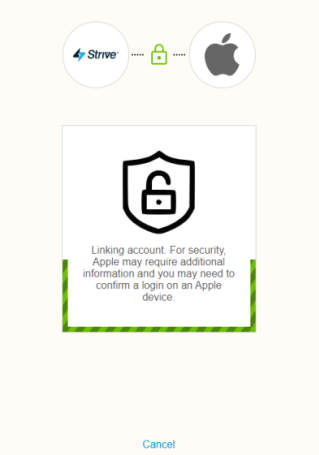 Strive
Linking account. For security,
Apple may require additional
information and you may need to
confirm a login on an Apple
device.
Cancel